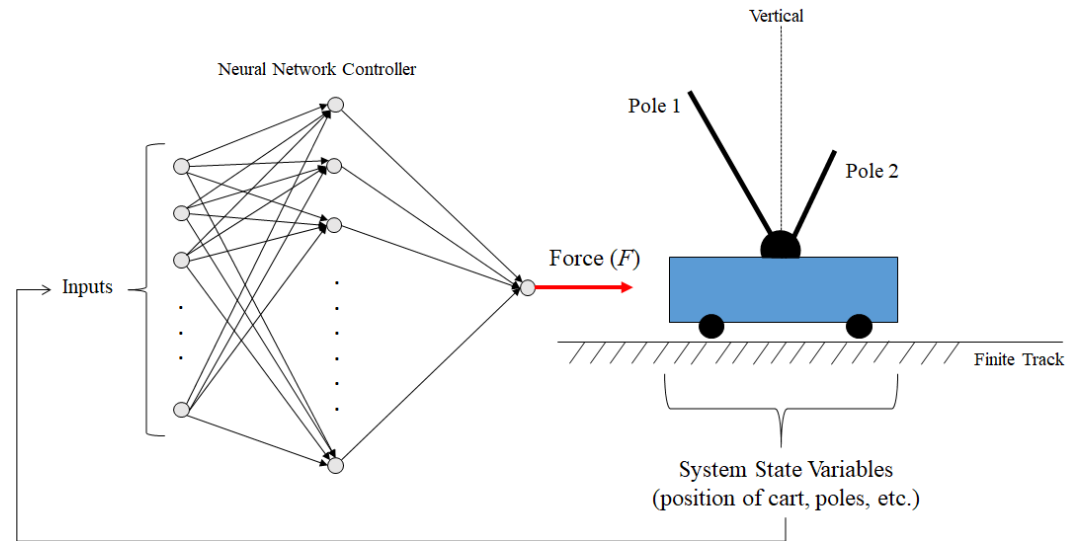 Vertical
Neural Network Controller
Pole 1
Pole 2
Force (F)
Inputs
Finite Track
System State Variables
(position of cart, poles, etc.)